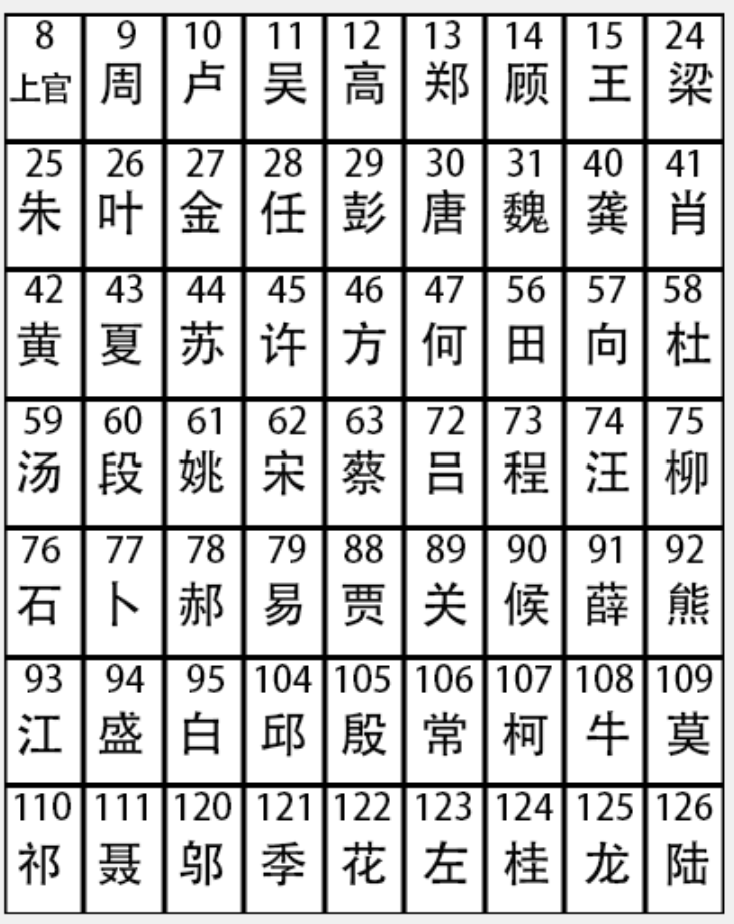 8 9 10 11 12 13 14 15 24
上官 周 卢 吴 高 郑 顾 王 梁
25 26 27 28 29 30 31 40 41
朱 叶 金 任 彭 唐 魏 龚 肖
42 43 44 45 46 47 56 57 58
黄 夏 苏 许 方 何 田 向 杜
59 60 61 62 63 72 73 74 75
汤 段 姚 宋 蔡 吕 程 汪 柳
76 77 78 79 88 89 90 91 92
石 卜 郝 易 贾 关 候 薛 熊
93 94 95 104 105 106 107 108 109
江 盛 白 邱 殷 常 柯 牛 莫
110 111 120 121 122 123 124 125 126
祁 聂 邬 季 花 左 桂 龙 陆